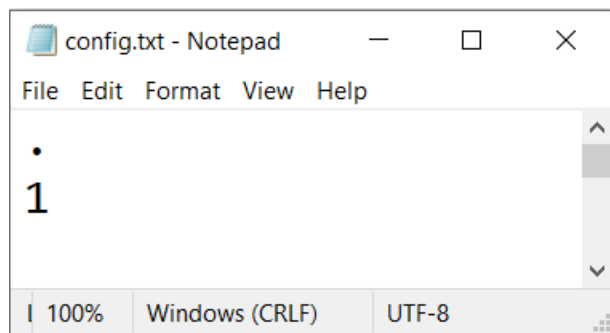 config.txt - Notepad
File Edit Format View Help
.
1
100% Windows (CRLF) UTF-8